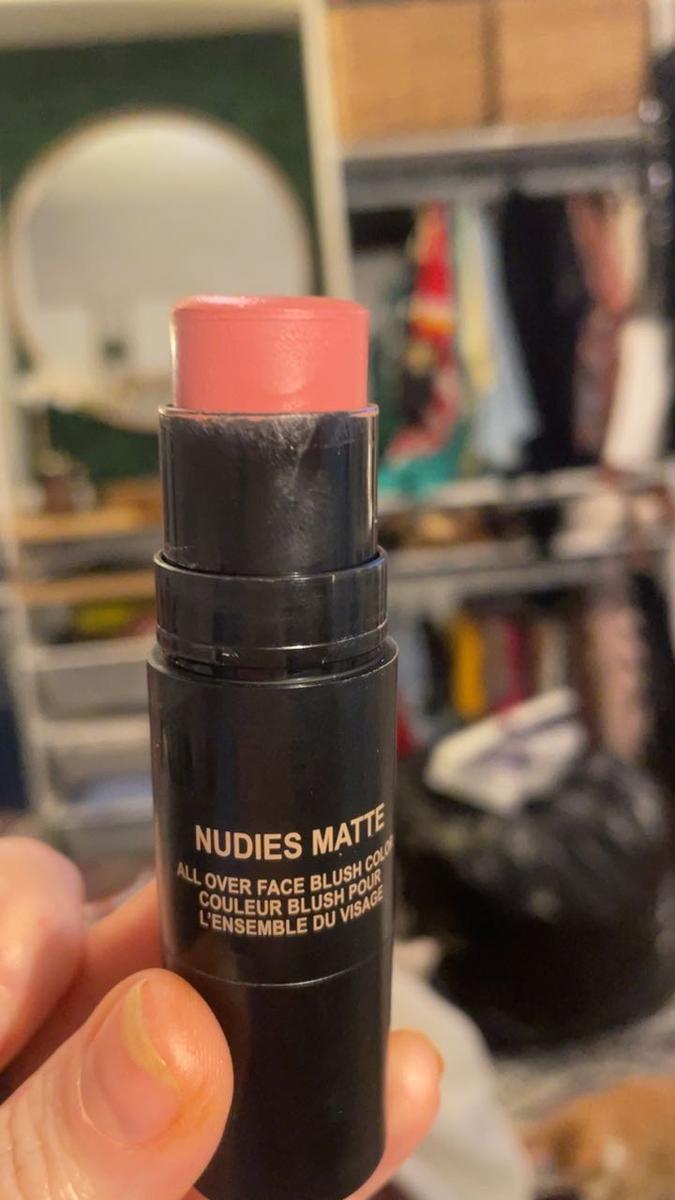 NUDIES MATTE
ALL OVER FACE BLUSH COLOR
COULEUR BLUSH POUR
L'ENSEMBLE DU VISAGE